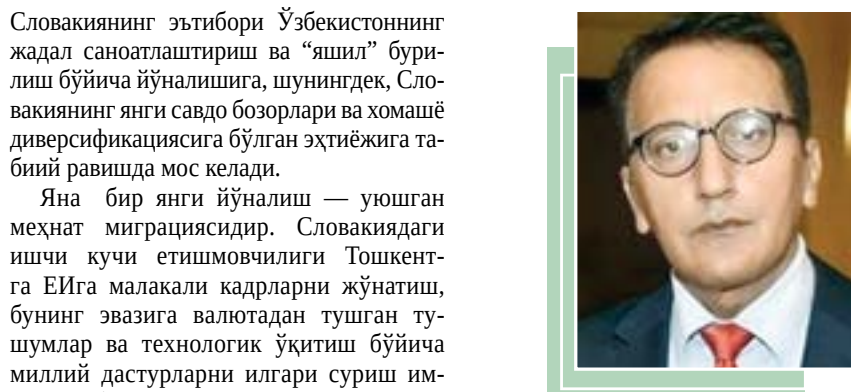 Словакиянинг эътибори Ўзбекистоннинг
жадал саноатлаштириш ва “яшил” бури-
лиш бўйича йўналишига, шунингдек, Сло-
вакиянинг янги савдо бозорлари ва хомашё
диверсификациясига бўлган эҳтиёжига та-
биий равишда мос келади.
Яна бир янги йўналиш — уюшган
меҳнат миграциясидир. Словакиядаги
ишчи кучи етишмовчилиги Тошкент-
га ЕИга малакали кадрларни жўнатиш,
бунинг эвазига валютадан тушган ту-
шумлар ва технологик ўқитиш бўйича
миллий дастурларни илгари суриш им-